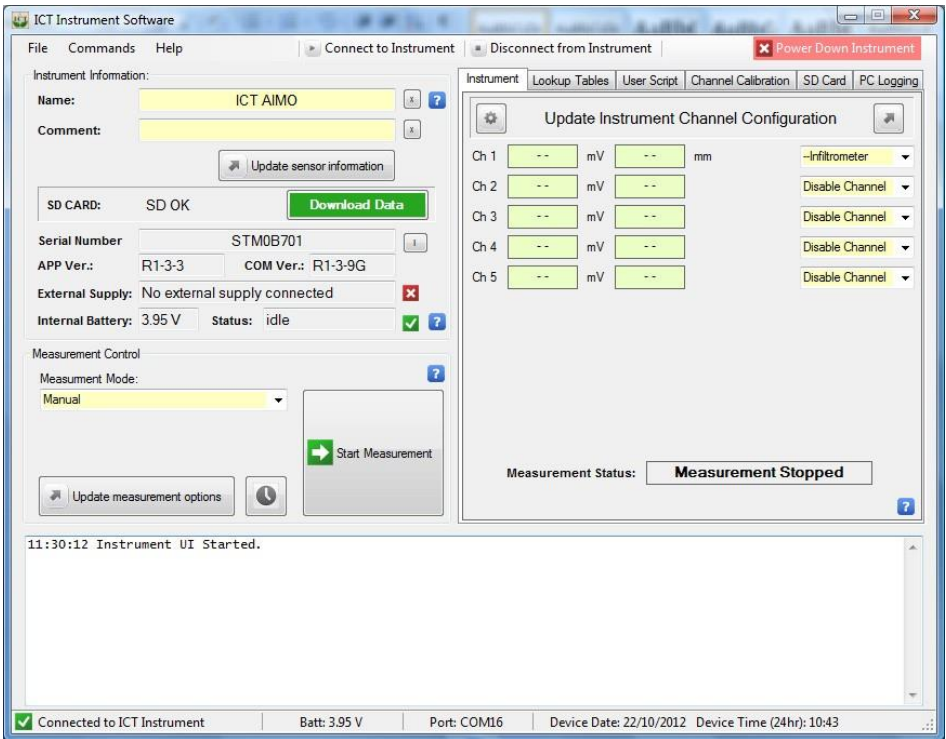 ICT Instrument Software
File Commands Help Connect to Instrument Disconnect from Instrument X Power Down Instrument
Instrument Information:
Name: ICT AIMO x ?
Comment: x
Update sensor information
SD CARD: SD OK Download Data
Serial Number STM0B701 I
APP Ver.: R1-3-3 COM Ver.: R1-3-9G
External Supply: No external supply connected
Internal Battery: 3.95 V Status: idle ?
Measurement Control
Measurment Mode: ?
Manual
Start Measurement
Update measurement options
Instrument Lookup Tables User Script Channel Calibration SD Card PC Logging
Update Instrument Channel Configuration
Ch 1 -- mV -- mm --Infiltrometer
Ch 2 -- mV -- Disable Channel
Ch 3 -- mV -- Disable Channel
Ch 4 -- mV -- Disable Channel
Ch 5 -- mV -- Disable Channel
Measurement Status: Measurement Stopped
?
11:30:12 Instrument UI Started.
Connected to ICT Instrument Batt: 3.95 V Port: COM16 Device Date: 22/10/2012 Device Time (24hr): 10:43